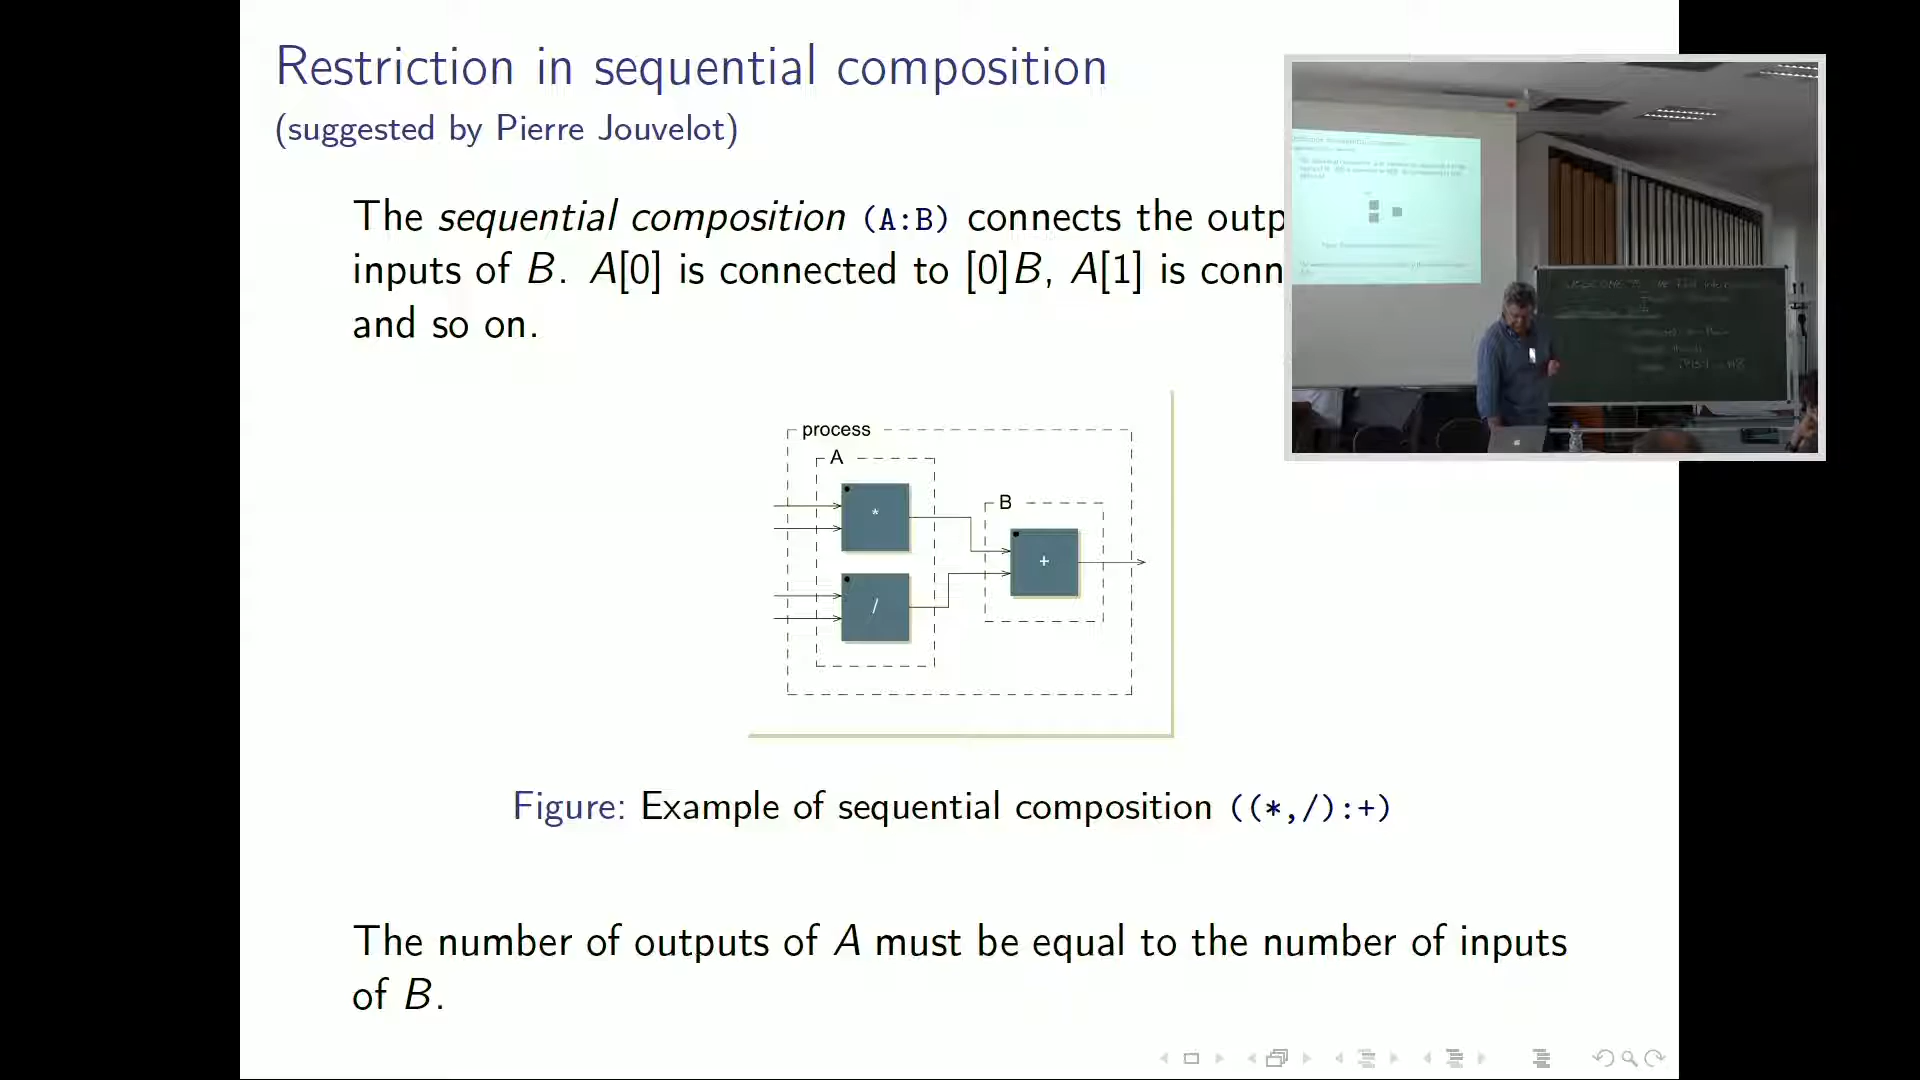 Restriction in sequential composition
(suggested by Pierre Jouvelot)
The sequential composition (A:B) connects the outp
inputs of B. A[0] is connected to [0]B, A[1] is conn
and so on.
process
A
*
B
+
/
Figure: Example of sequential composition ((*,/):+)
The number of outputs of A must be equal to the number of inputs
of B.